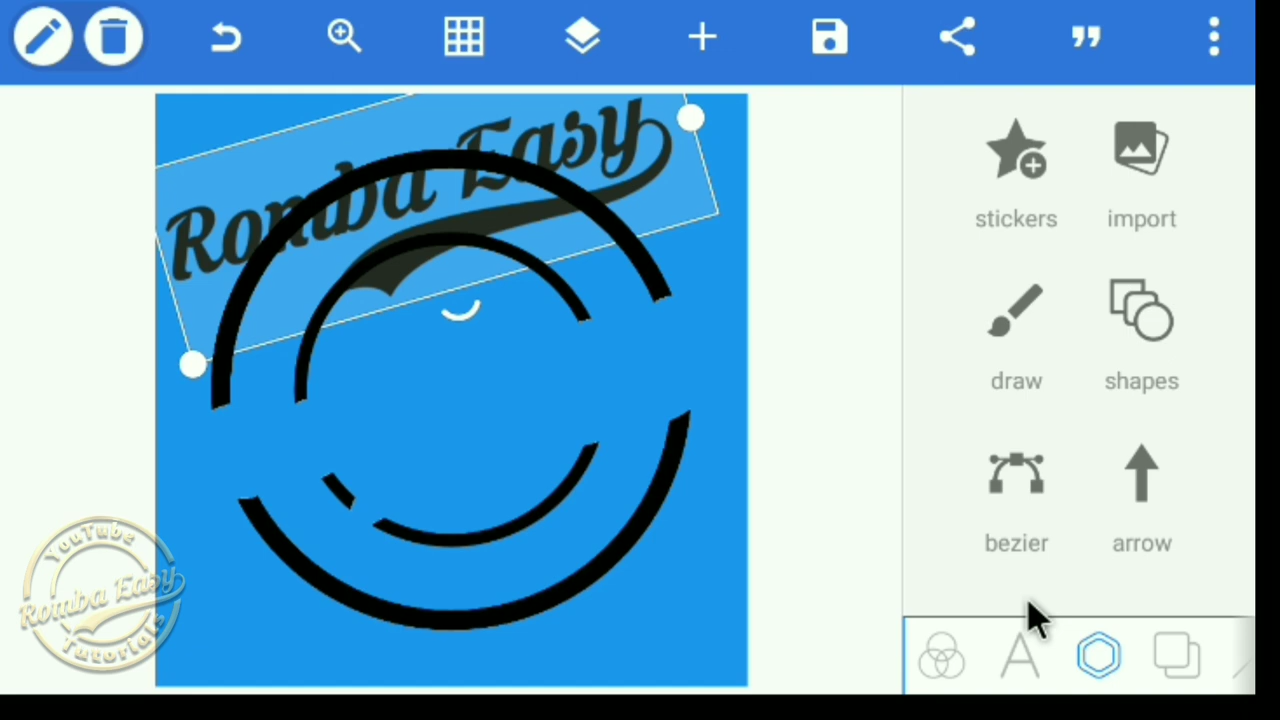 Romba Easy
stickers import
draw shapes
bezier arrow
YouTube
Romba Easy
Tutorials